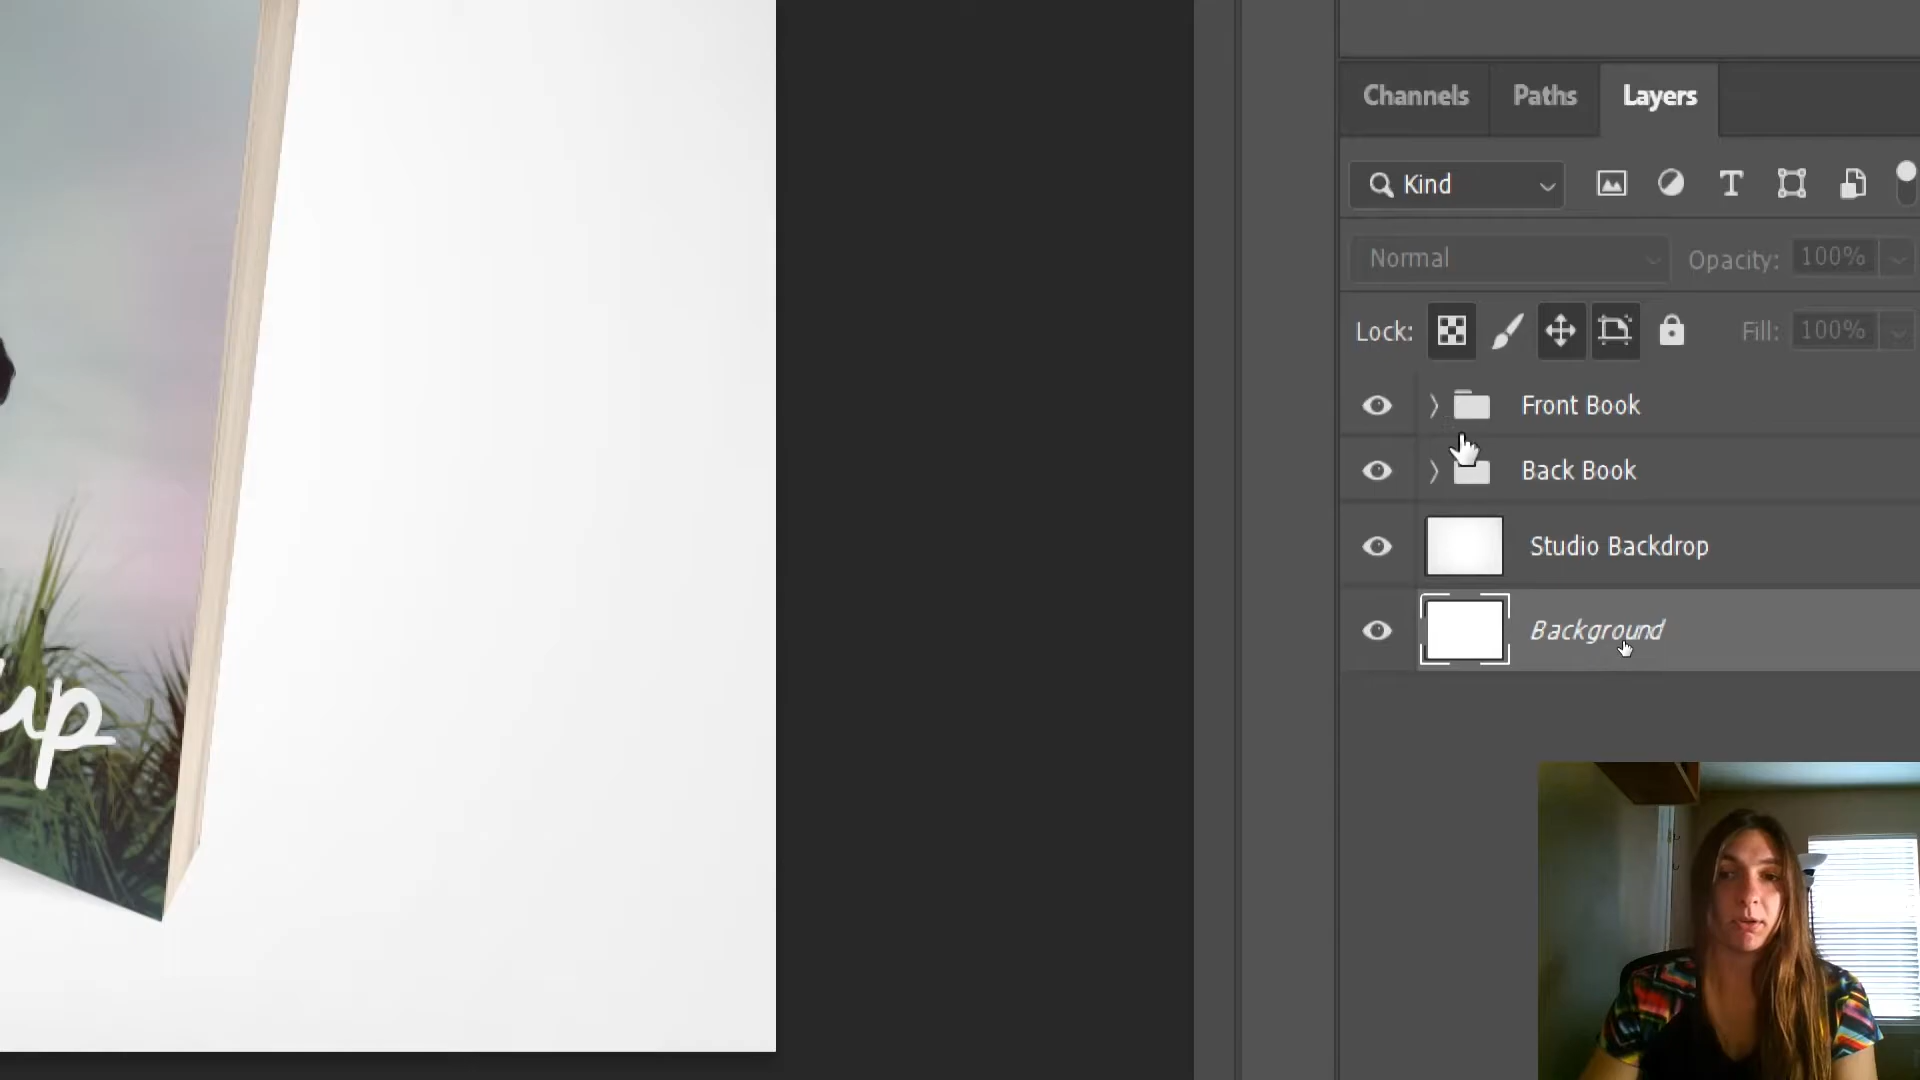 Channels Paths Layers
Kind
Normal Opacity: 100%
Lock: Fill: 100%
Front Book
Back Book
Studio Backdrop
Background
up